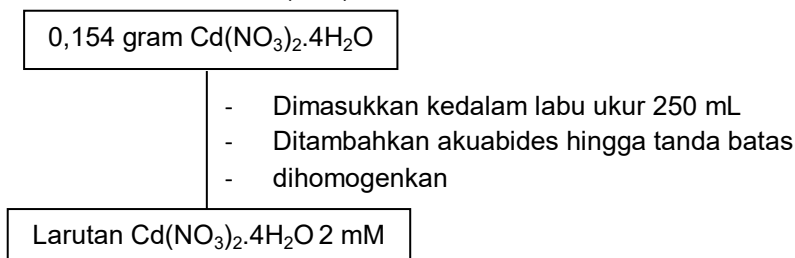 0,154 gram Cd(NO₃)₂.4H₂O
- Dimasukkan kedalam labu ukur 250 mL
- Ditambahkan akuabides hingga tanda batas
- dihomogenkan
Larutan Cd(NO₃)₂.4H₂O 2 mM